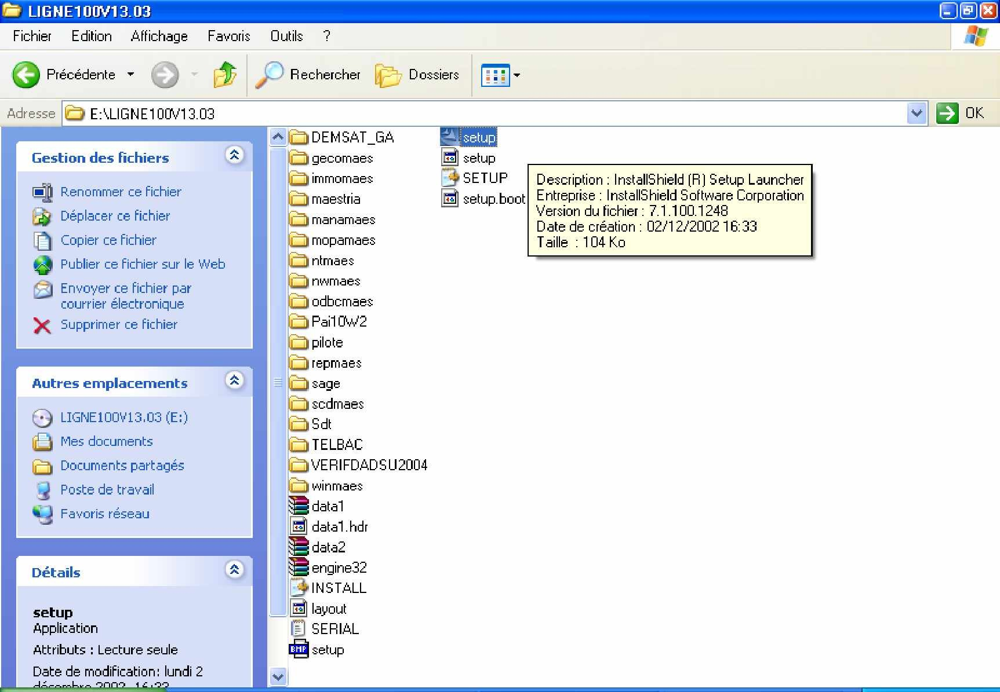 LIGNE100V13.03
Fichier Edition Affichage Favoris Outils ?
Précédente Rechercher Dossiers
Adresse E:\LIGNE100V13.03 OK
Gestion des fichiers
Renommer ce fichier
Déplacer ce fichier
Copier ce fichier
Publier ce fichier sur le Web
Envoyer ce fichier par
courrier électronique
Supprimer ce fichier
Autres emplacements
LIGNE100V13.03 (E:)
Mes documents
Documents partagés
Poste de travail
Favoris réseau
Détails
setup
Application
Attributs : Lecture seule
Date de modification: lundi 2
décembre 2002, 16:33
DEMSAT_GA
gecomaes
immomaes
maestria
manamaes
mopamaes
ntmaes
nwmaes
odbcmaes
Pai10W2
pilote
repmaes
sage
scdmaes
Sdt
TELBAC
VERIFDADSU2004
winmaes
data1
data1.hdr
data2
engine32
INSTALL
layout
SERIAL
BMP setup
setup
setup
SETUP
setup.boot
Description : InstallShield (R) Setup Launcher
Entreprise : InstallShield Software Corporation
Version du fichier : 7.1.100.1248
Date de création : 02/12/2002 16:33
Taille : 104 Ko